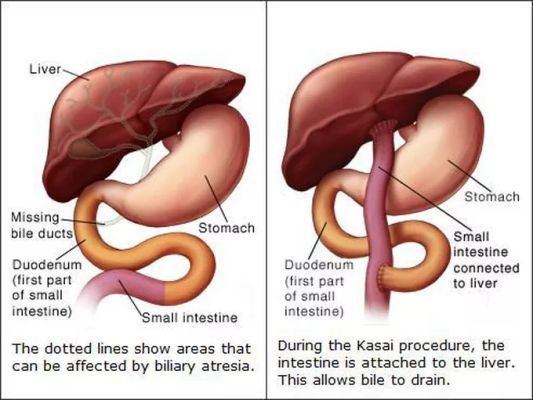 Liver
Missing
bile ducts
Duodenum
(first part
of small
intestine)
Stomach
Small intestine
The dotted lines show areas that
can be affected by biliary atresia.
Stomach
Small
intestine
connected
to liver
Duodenum
(first part
of small
intestine)
During the Kasai procedure, the
intestine is attached to the liver.
This allows bile to drain.